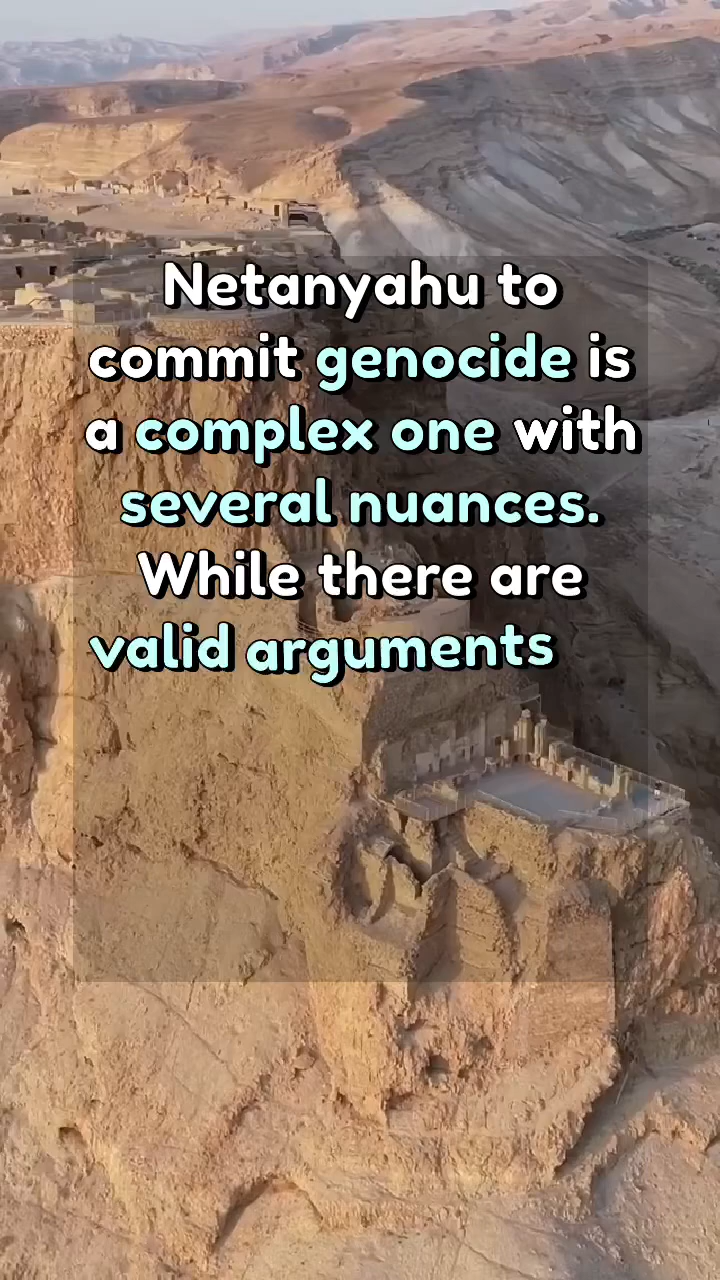 Netanyahu to
commit genocide is
a complex one with
several nuances.
While there are
valid arguments